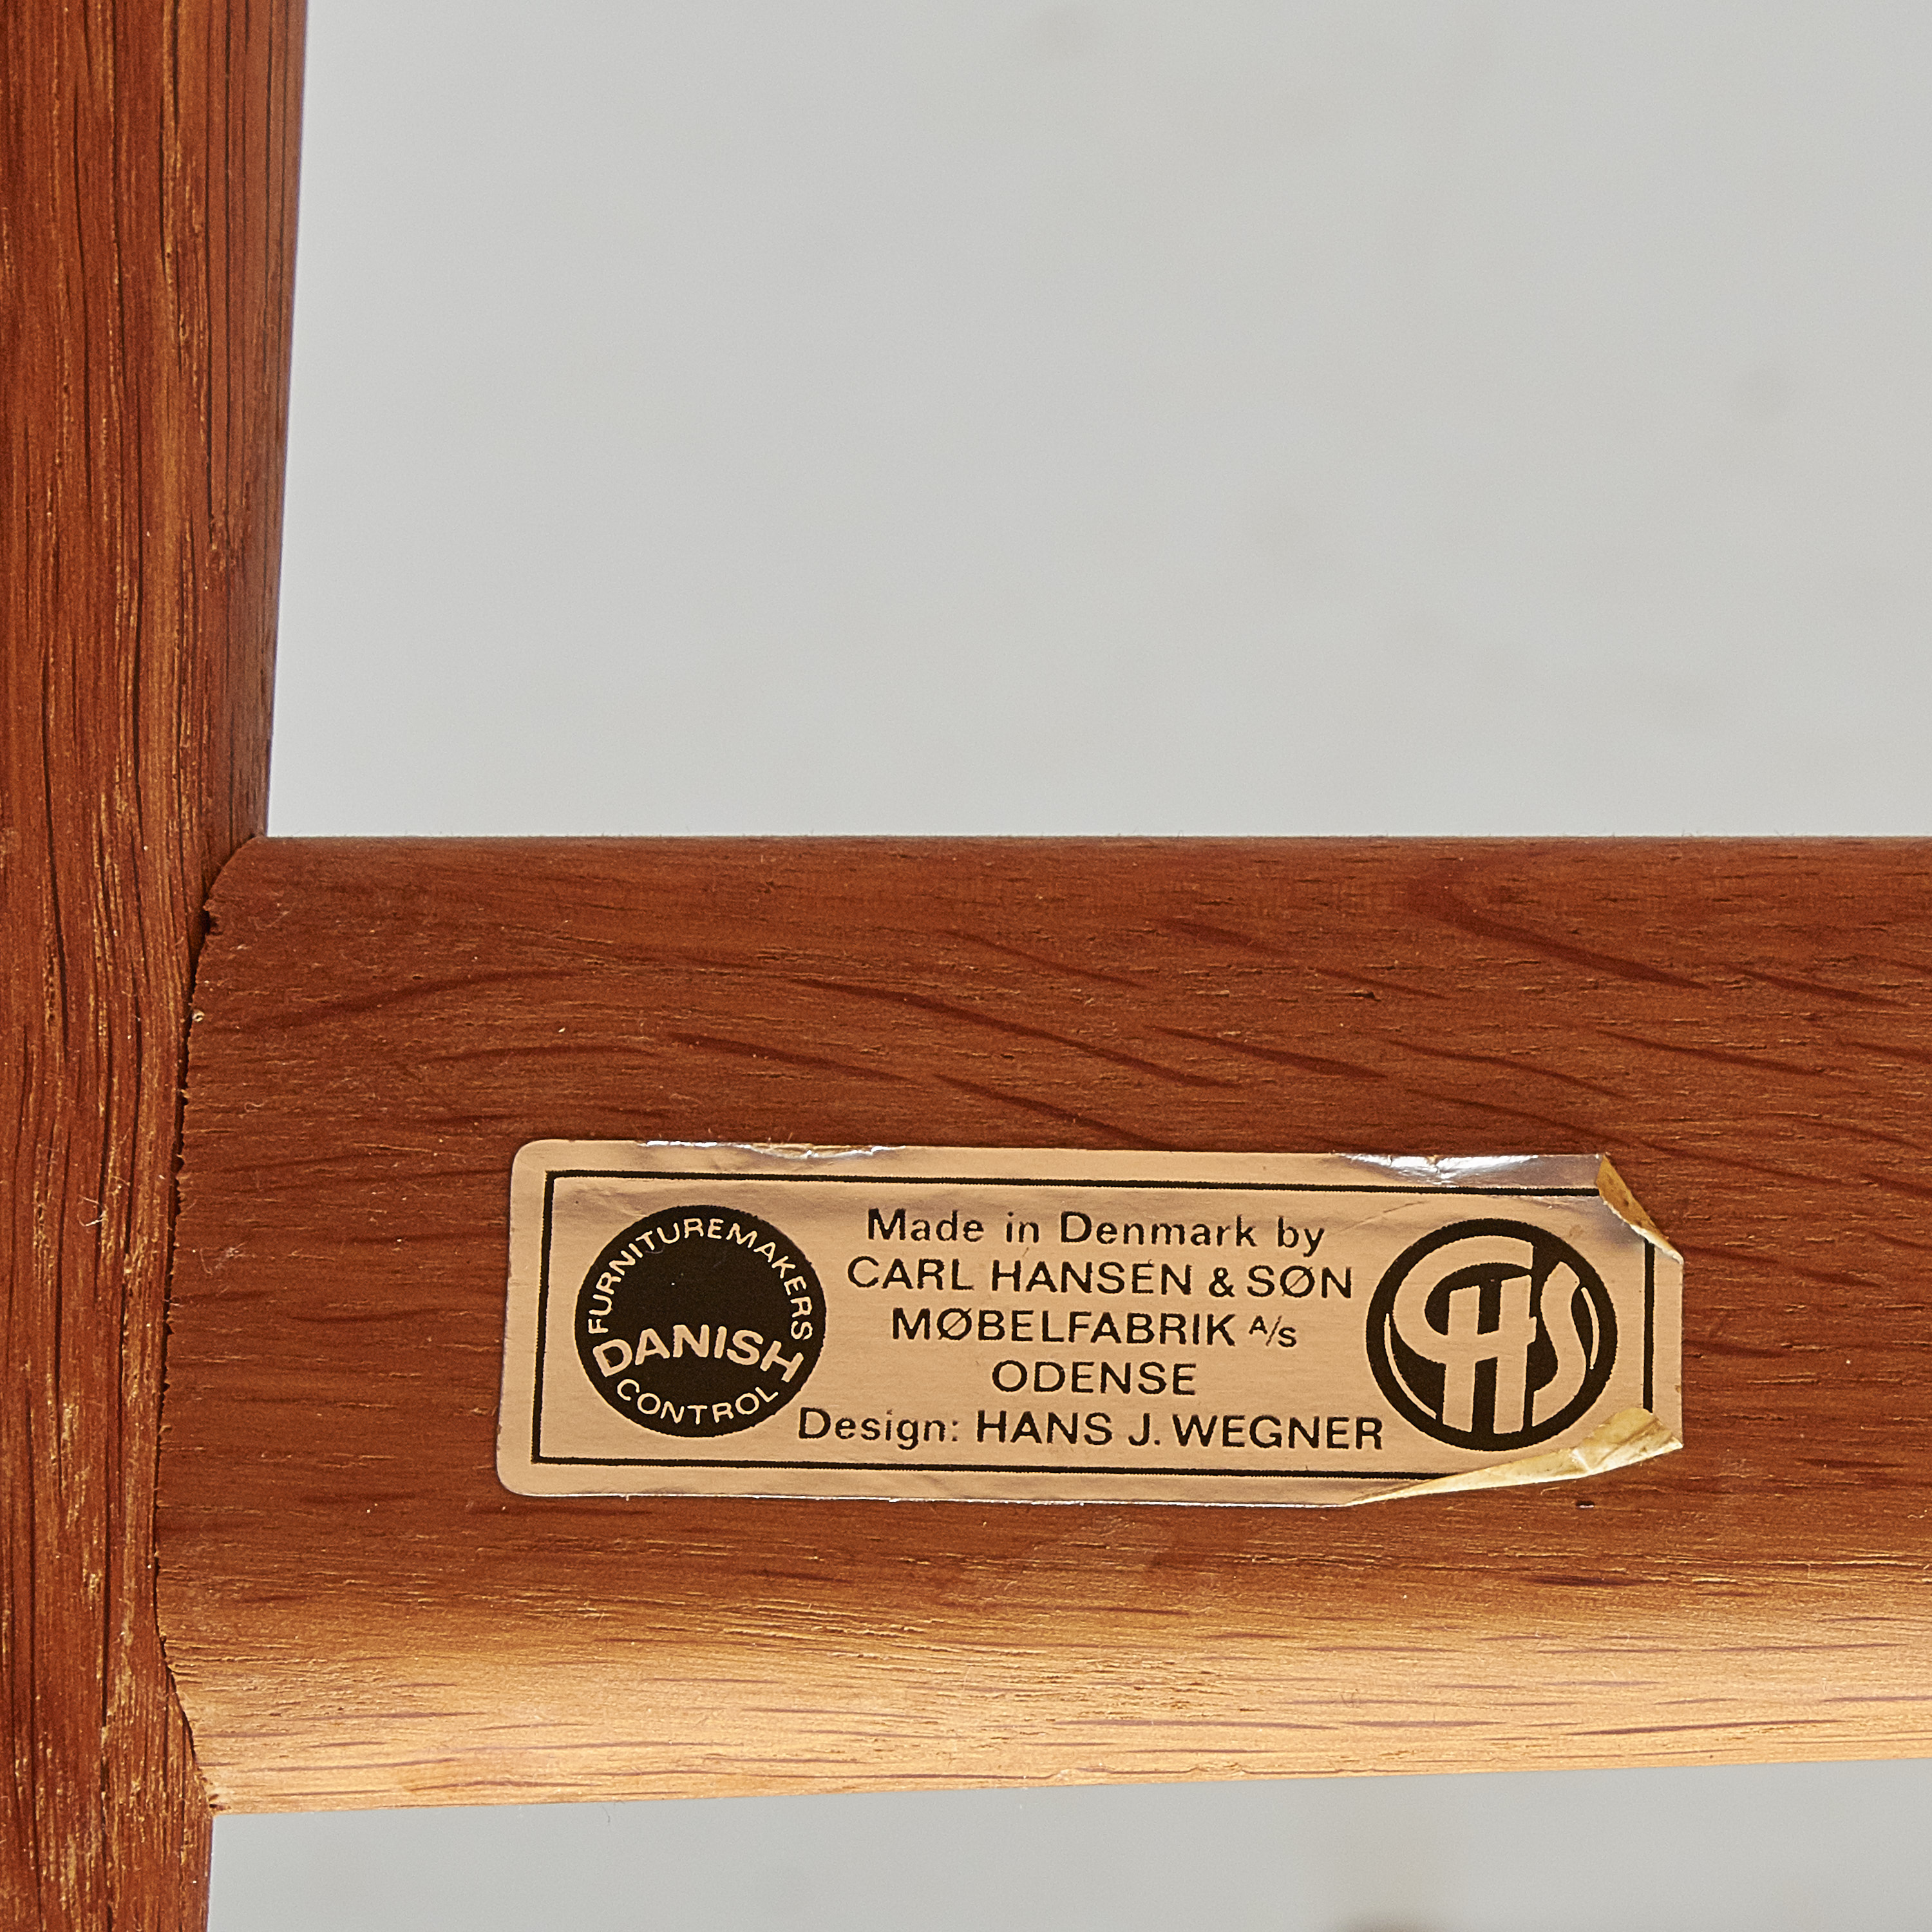 FURNITUREMAKERS
DANISH
CONTROL
Made in Denmark by
CARL HANSEN & SØN
MØBELFABRIK A/s
ODENSE
Design: HANS J. WEGNER
CHS